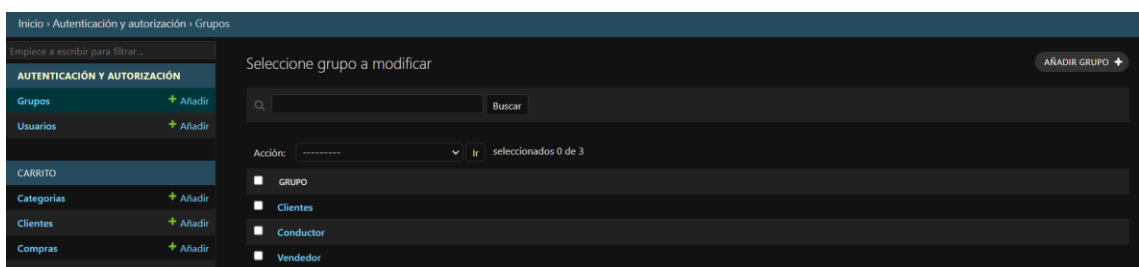 Inicio › Autenticación y autorización › Grupos
Empiece a escribir para filtrar...
AUTENTICACIÓN Y AUTORIZACIÓN
Grupos + Añadir
Usuarios + Añadir
CARRITO
Categorias + Añadir
Clientes + Añadir
Compras + Añadir
Seleccione grupo a modificar
AÑADIR GRUPO +
Buscar
Acción: --------- Ir seleccionados 0 de 3
GRUPO
Clientes
Conductor
Vendedor